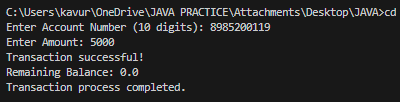 C:\Users\kavur\OneDrive\JAVA PRACTICE\Attachments\Desktop\JAVA>cd
Enter Account Number (10 digits): 8985200119
Enter Amount: 5000
Transaction successful!
Remaining Balance: 0.0
Transaction process completed.